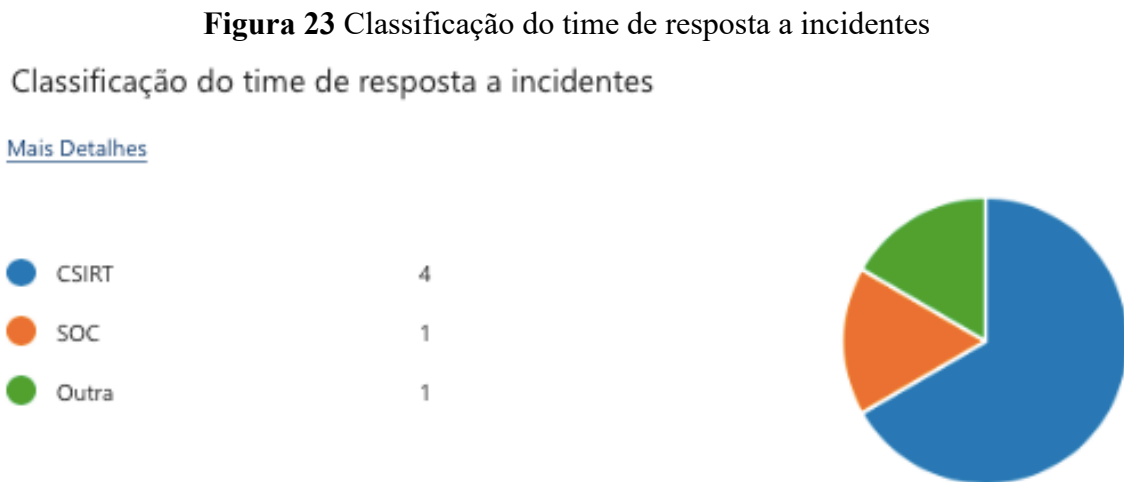 Figura 23 Classificação do time de resposta a incidentes
Classificação do time de resposta a incidentes
Mais Detalhes
CSIRT 4
SOC 1
Outra 1